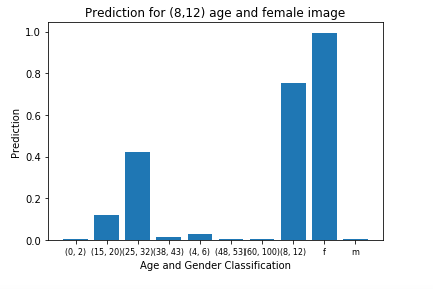 Prediction for (8,12) age and female image
1.0
0.8
0.6
0.4
0.2
0.0
Prediction
(0, 2) (15, 20) (25, 32) (38, 43) (4, 6) (48, 53) (60, 100) (8, 12) f m
Age and Gender Classification